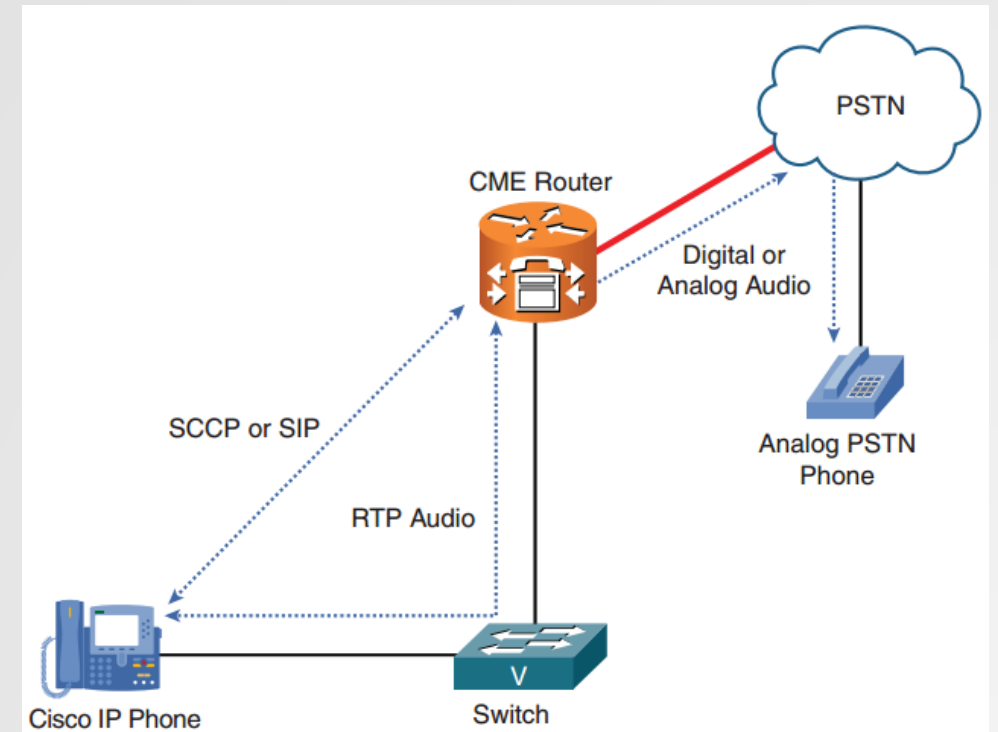 PSTN
CME Router
Digital or
Analog Audio
SCCP or SIP
Analog PSTN
Phone
RTP Audio
V
Cisco IP Phone
Switch